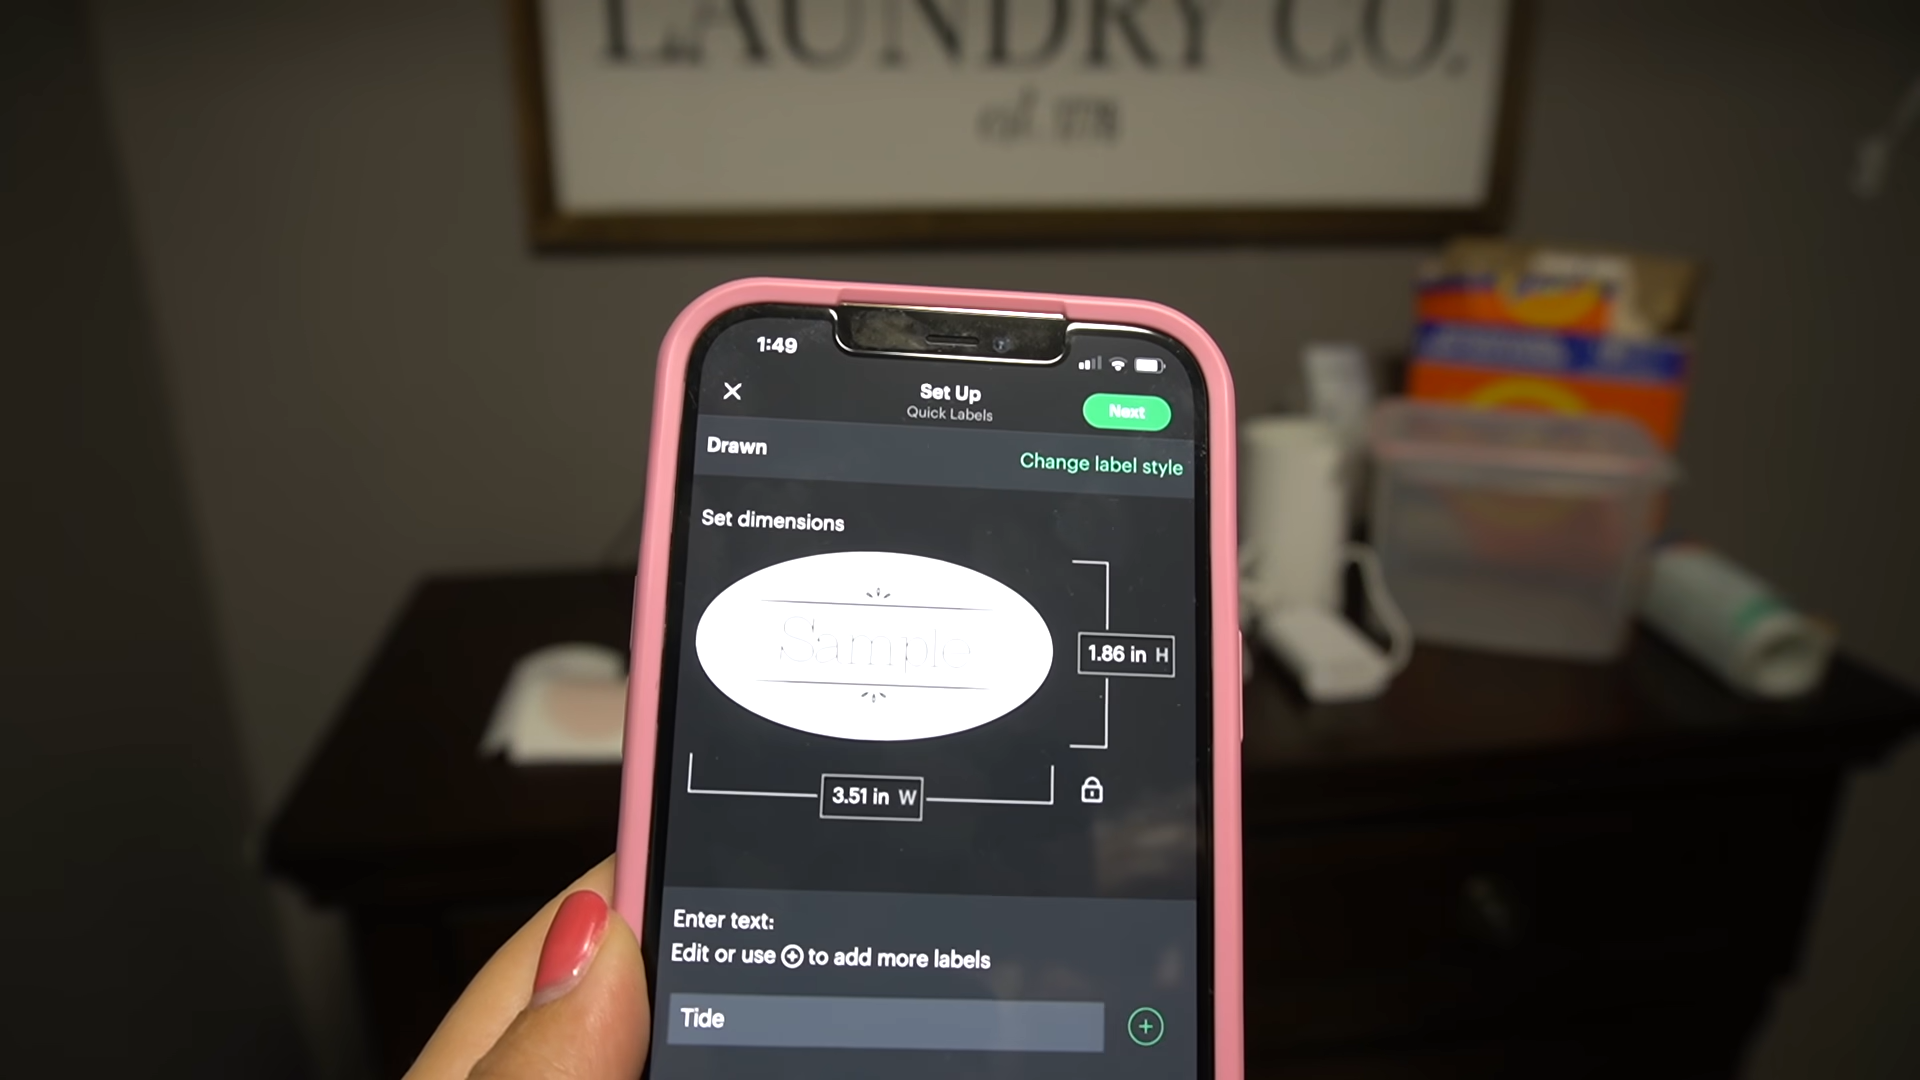 LAUNDRY CO.
1:49
Set Up
Quick Labels
Next
Drawn
Change label style
Set dimensions
Sample
1.86 in H
3.51 in W
Enter text:
Edit or use + to add more labels
Tide
+